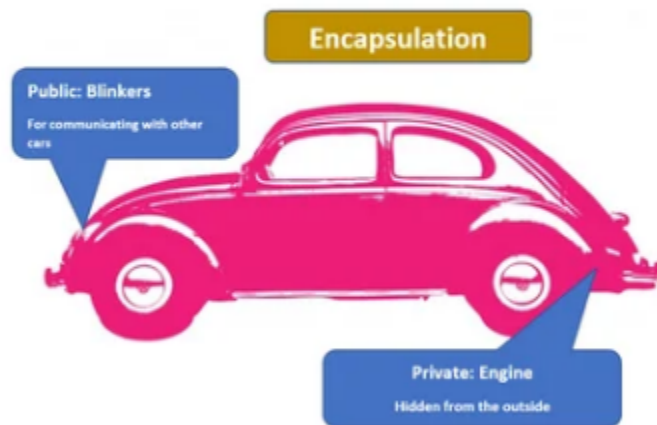 Encapsulation
Public: Blinkers
For communicating with other
cars
Private: Engine
Hidden from the outside